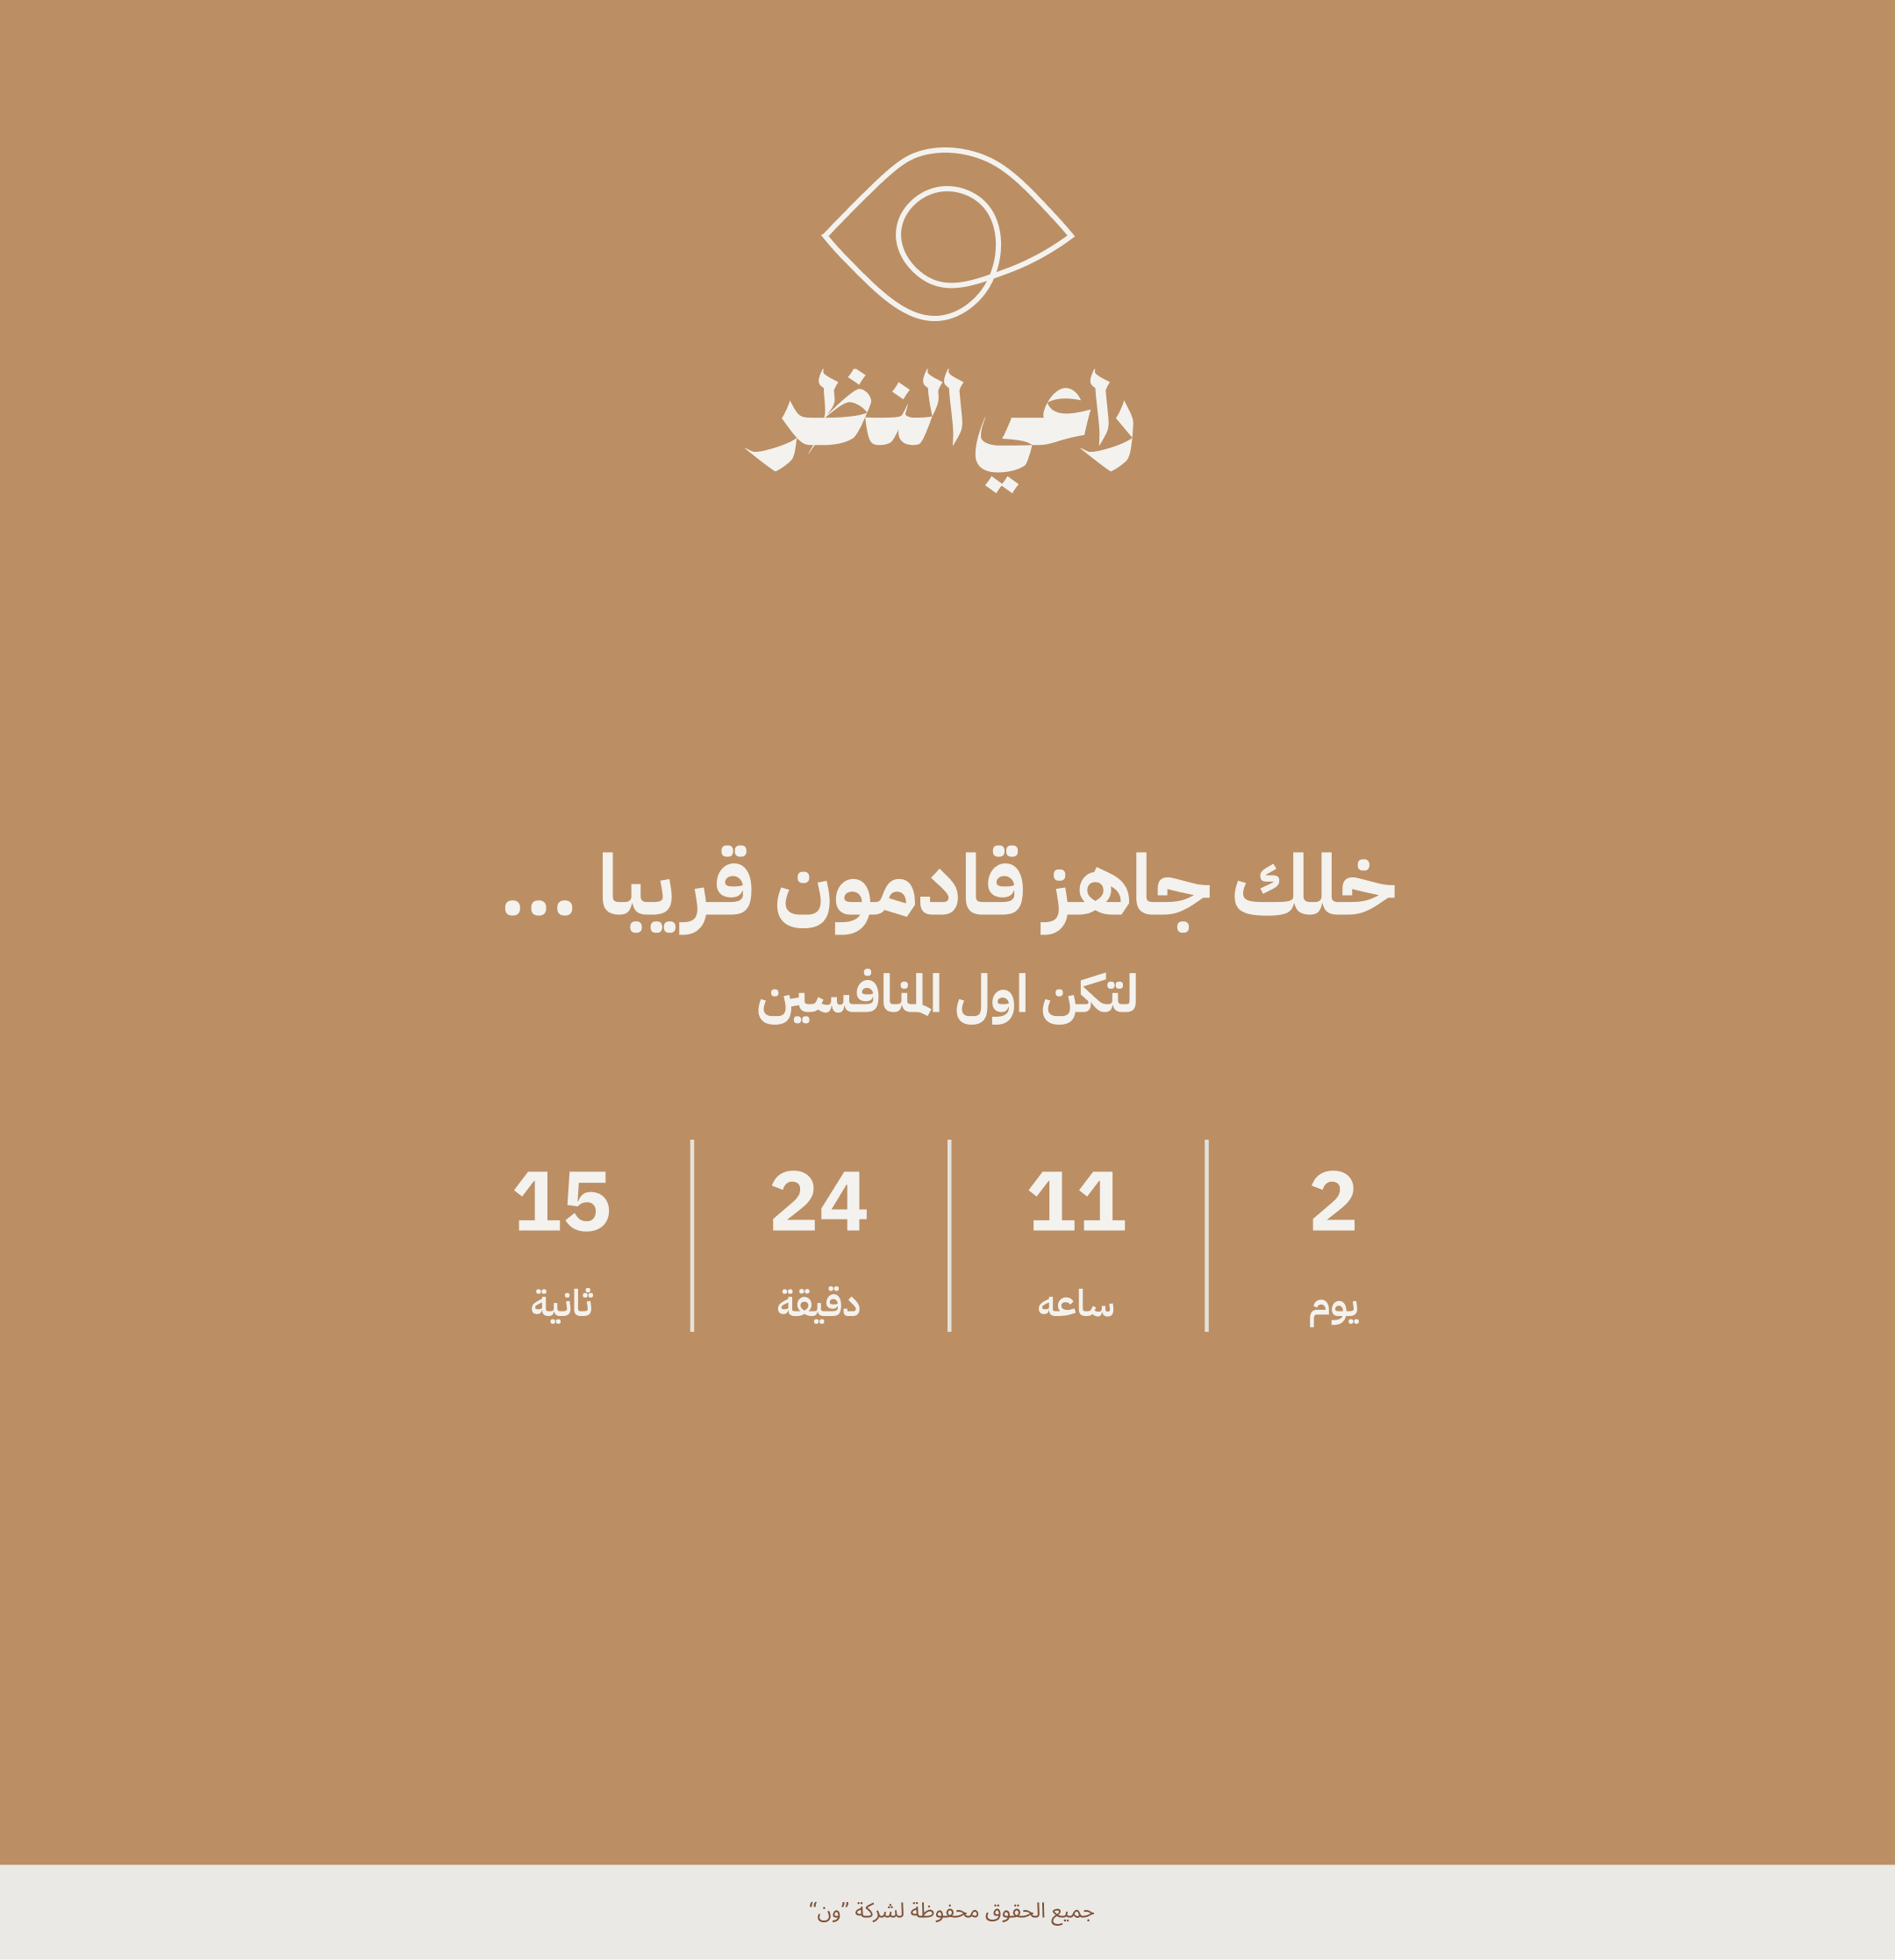 راعي النظر
خلك جاهز قادمون قريبا ...
لتكن اول المنافسين
2 11 24 15
يوم ساعه دقيقة ثانية
جميع الحقوق محفوظة لشركة ”ون“